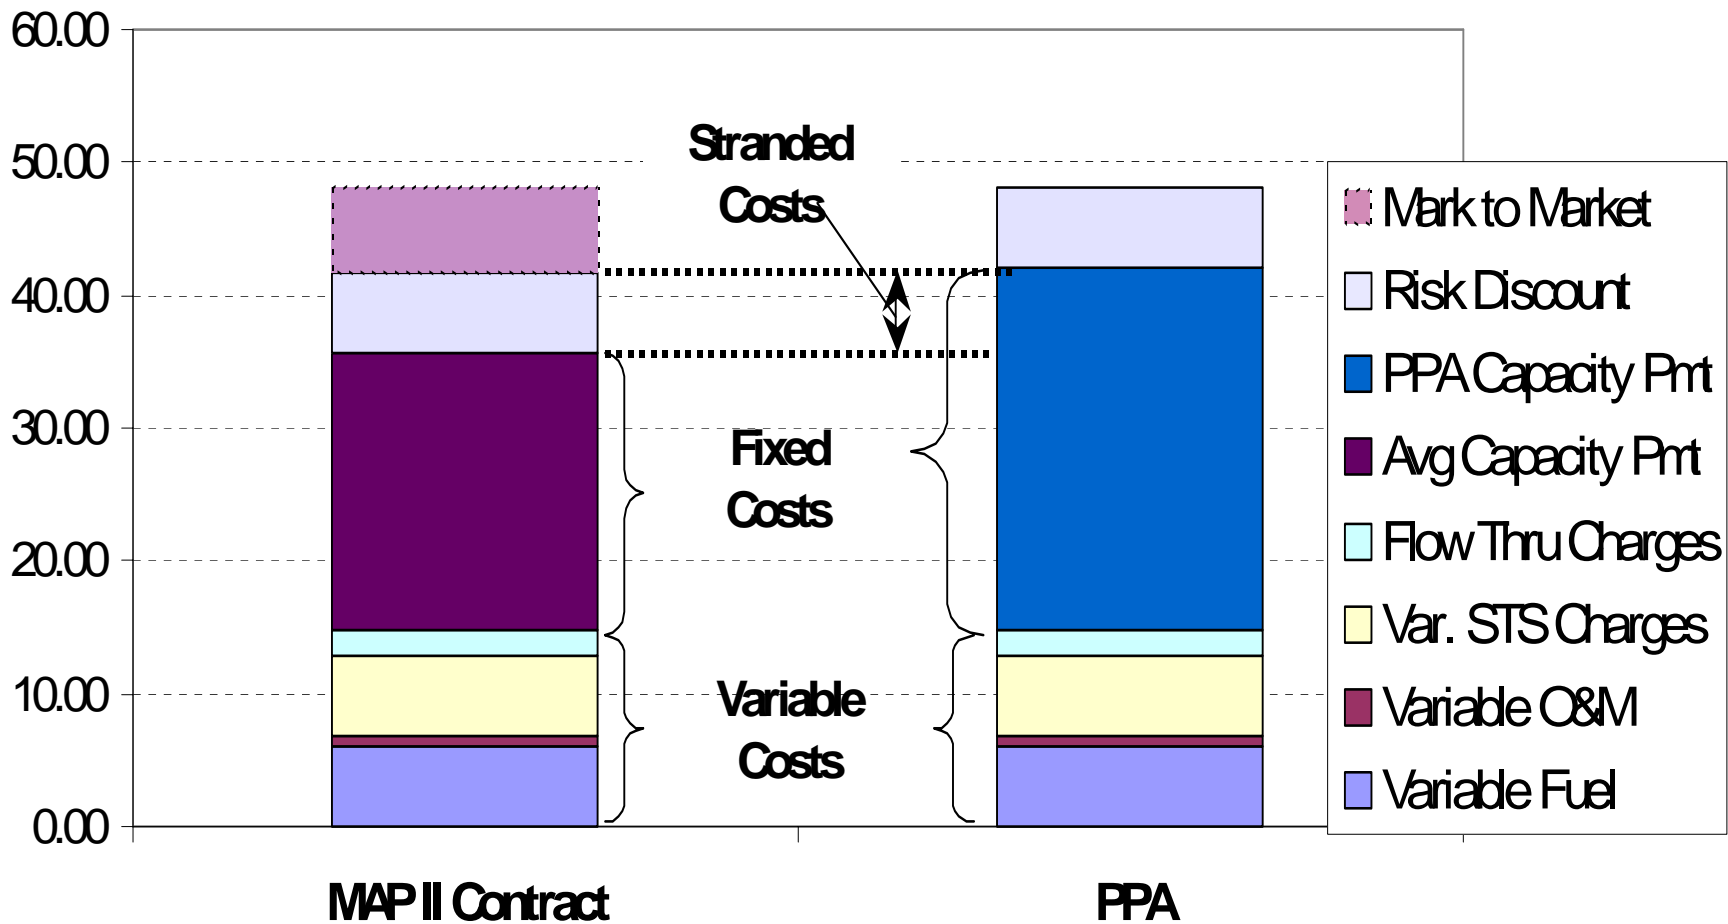 60.00
50.00
40.00
30.00
20.00
10.00
0.00
Stranded
Costs
Fixed
Costs
Variable
Costs
MAP II Contract
PPA
Mark to Market
Risk Discount
PPA Capacity Pmt
Avg Capacity Pmt
Flow Thru Charges
Var. STS Charges
Variable O&M
Variable Fuel